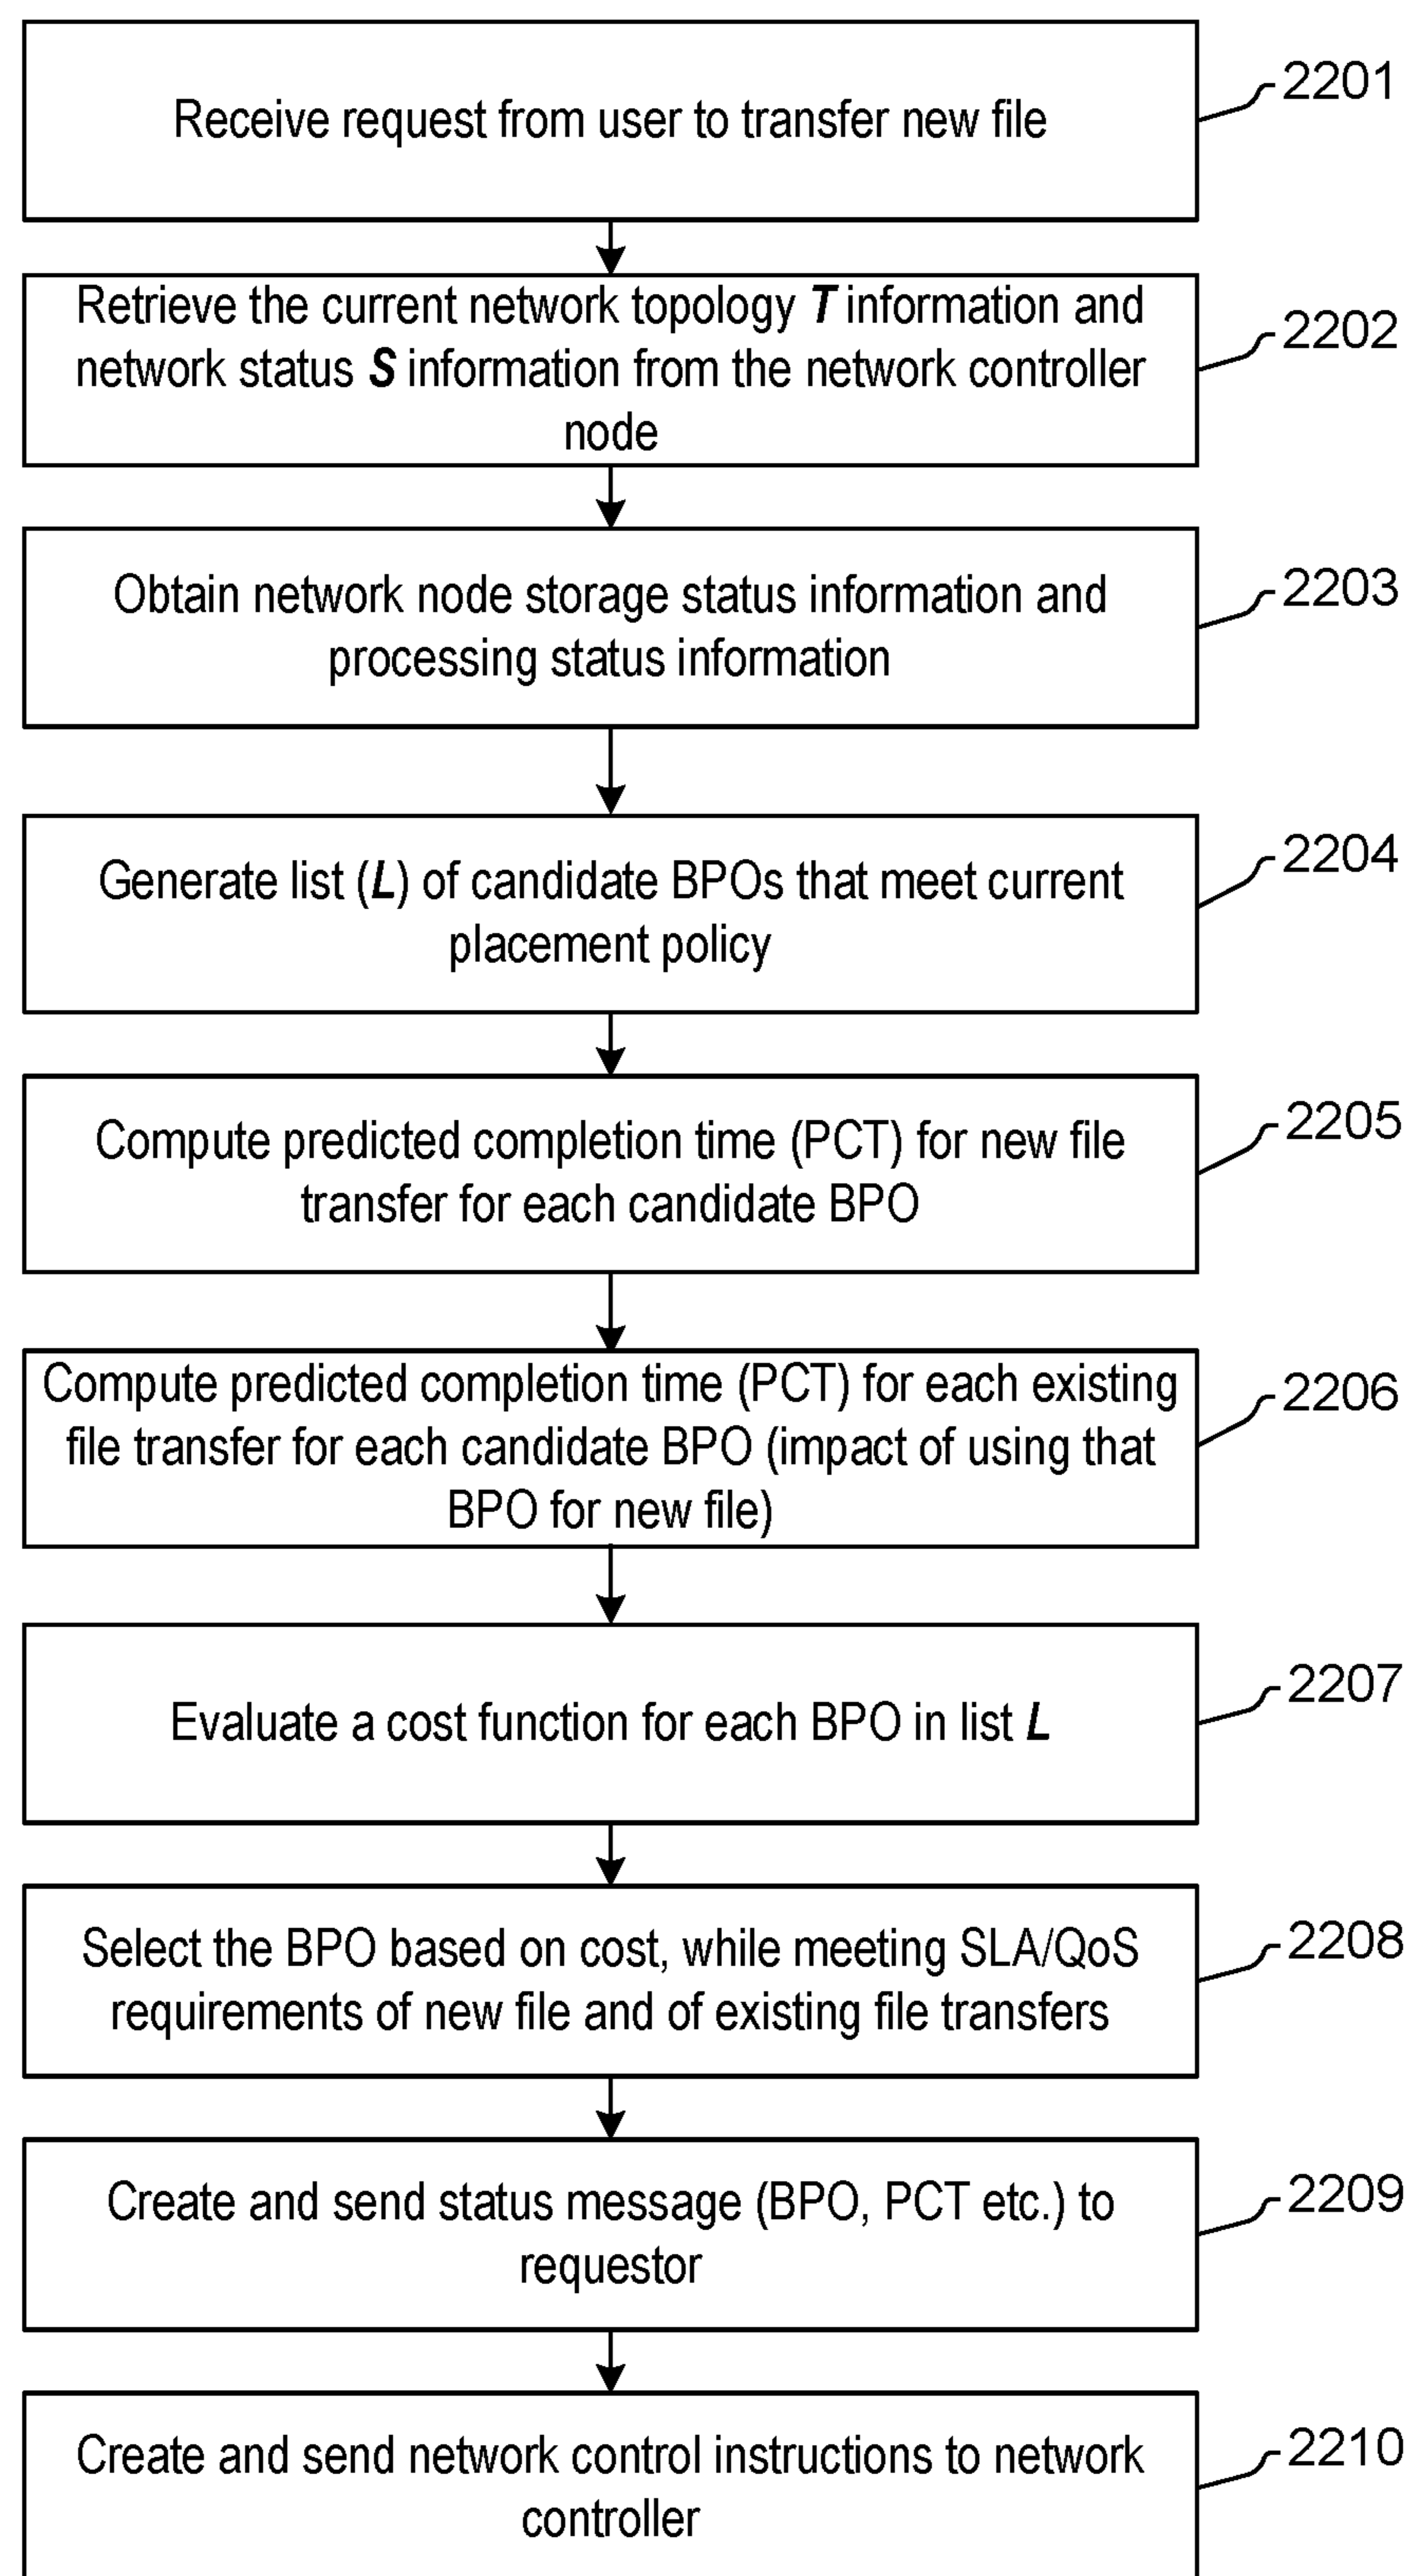 Receive request from user to transfer new file
2201
Retrieve the current network topology T information and
network status S information from the network controller
node
2202
Obtain network node storage status information and
processing status information
2203
Generate list (L) of candidate BPOs that meet current
placement policy
2204
Compute predicted completion time (PCT) for new file
transfer for each candidate BPO
2205
Compute predicted completion time (PCT) for each existing
file transfer for each candidate BPO (impact of using that
BPO for new file)
2206
Evaluate a cost function for each BPO in list L
2207
Select the BPO based on cost, while meeting SLA/QoS
requirements of new file and of existing file transfers
2208
Create and send status message (BPO, PCT etc.) to
requestor
2209
Create and send network control instructions to network
controller
2210